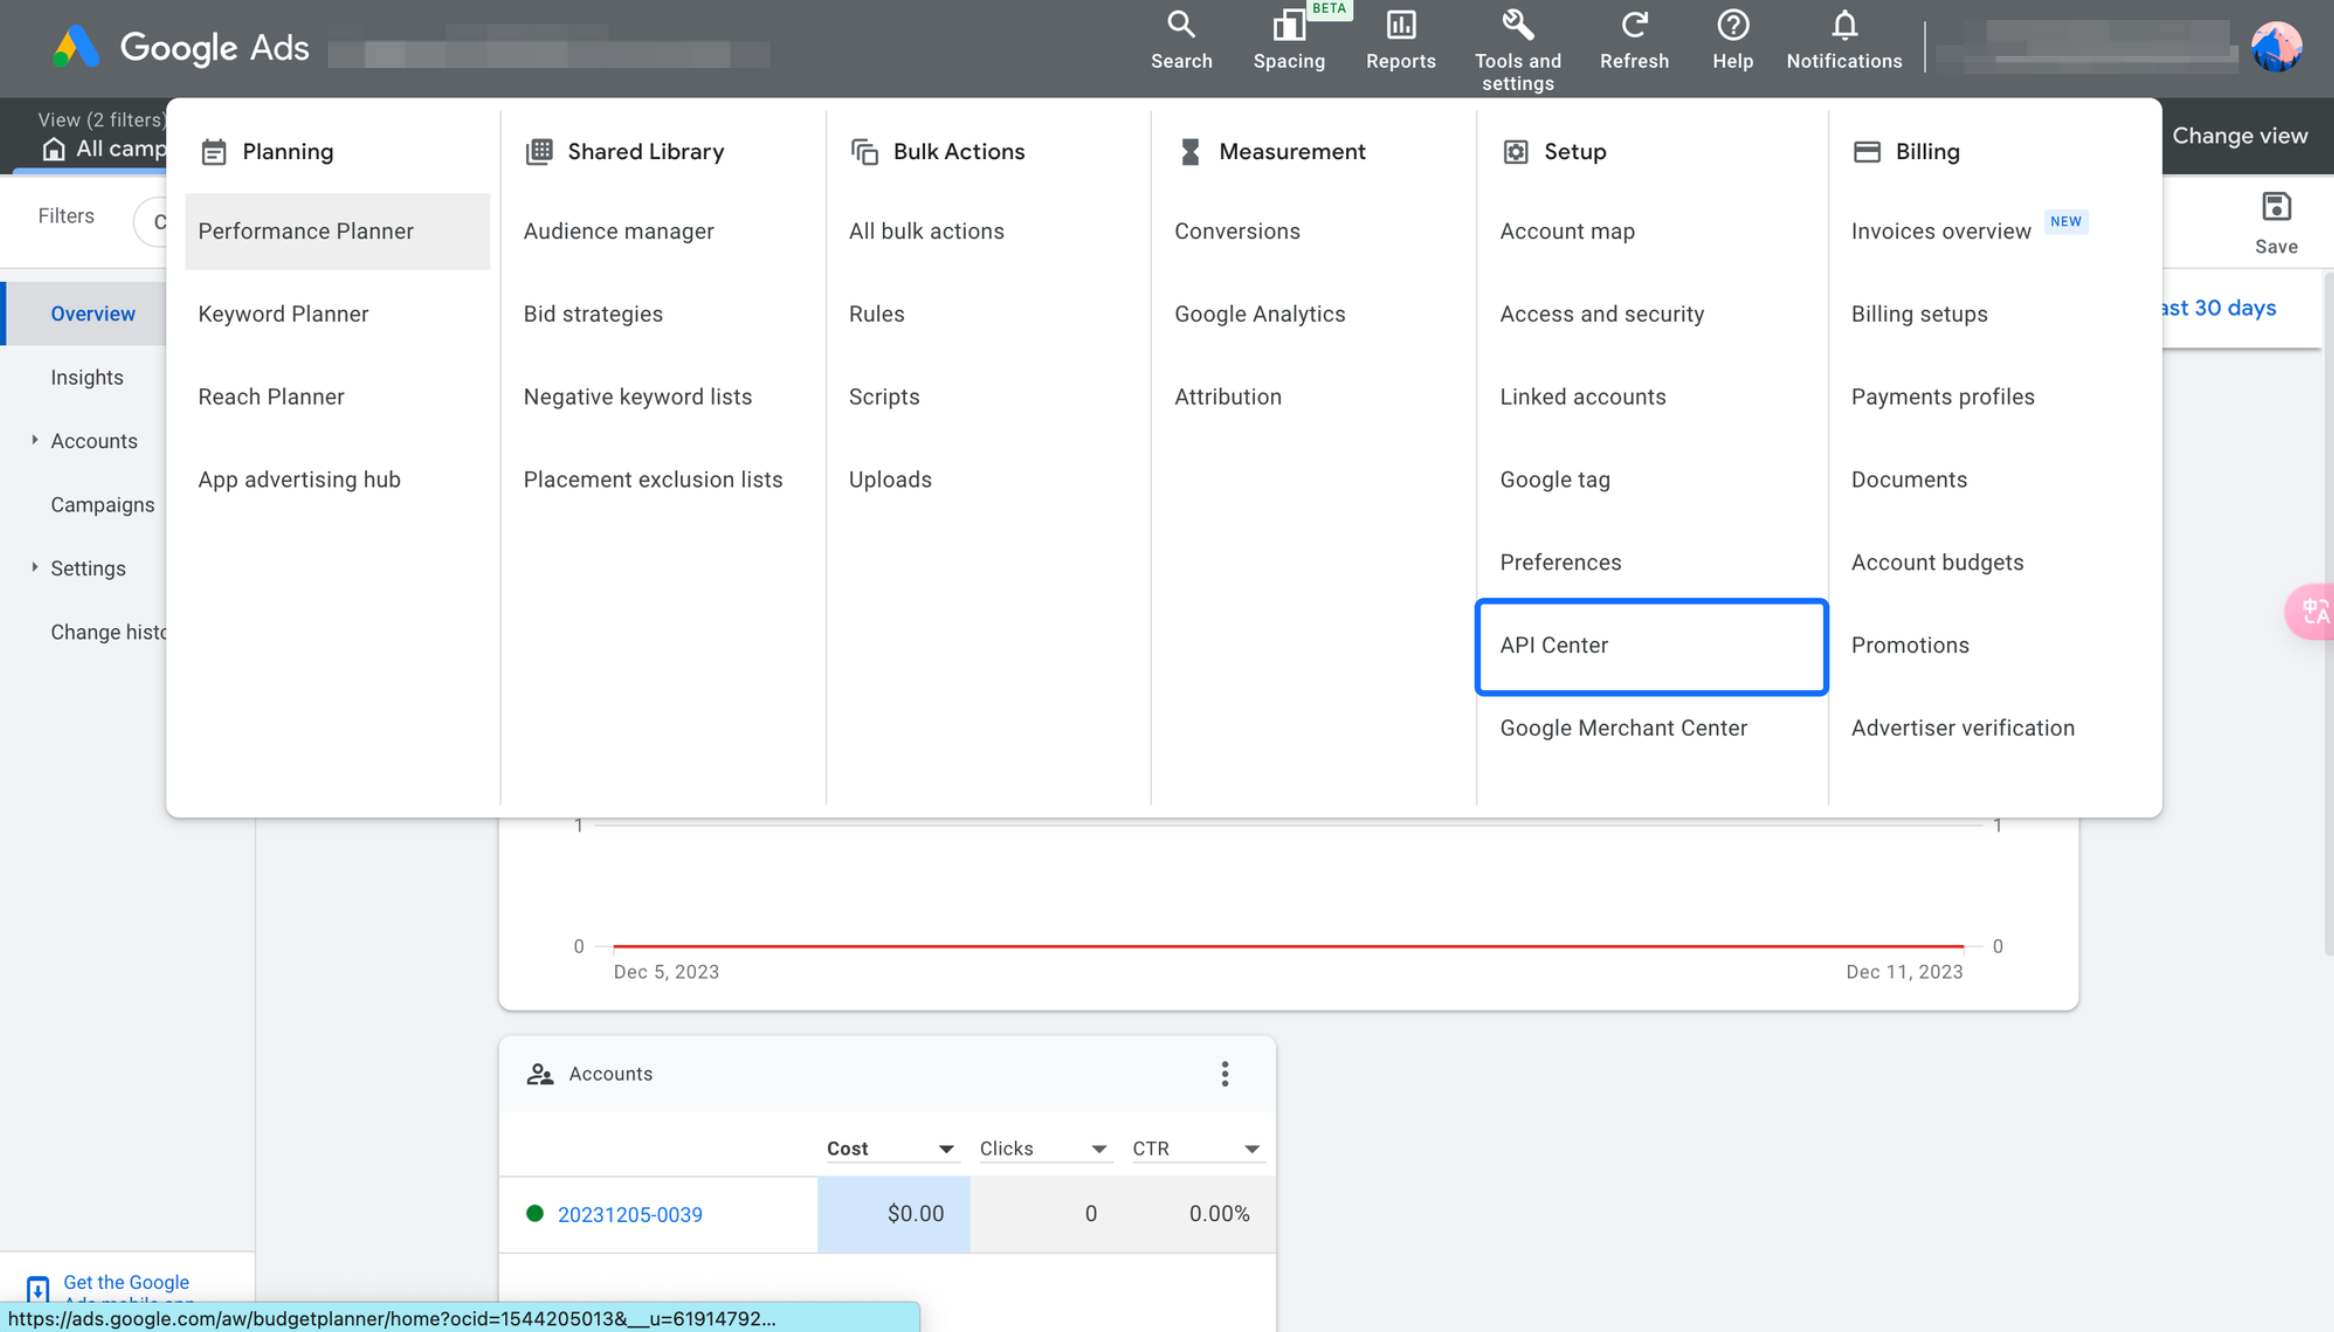 Google Ads
BETA
Search
Spacing
Reports
Tools and
settings
Refresh
Help
Notifications
View (2 filters)
All camp
Change view
Filters
C
Save
Overview
Insights
Accounts
Campaigns
Settings
Change histo
Planning
Performance Planner
Keyword Planner
Reach Planner
App advertising hub
Shared Library
Audience manager
Bid strategies
Negative keyword lists
Placement exclusion lists
Bulk Actions
All bulk actions
Rules
Scripts
Uploads
Measurement
Conversions
Google Analytics
Attribution
Setup
Account map
Access and security
Linked accounts
Google tag
Preferences
API Center
Google Merchant Center
Billing
Invoices overview NEW
Billing setups
Payments profiles
Documents
Account budgets
Promotions
Advertiser verification
ast 30 days
中A
1 1
0 0
Dec 5, 2023 Dec 11, 2023
Accounts
Cost Clicks CTR
20231205-0039 $0.00 0 0.00%
Get the Google
Ads mobile app
https://ads.google.com/aw/budgetplanner/home?ocid=1544205013&__u=61914792...